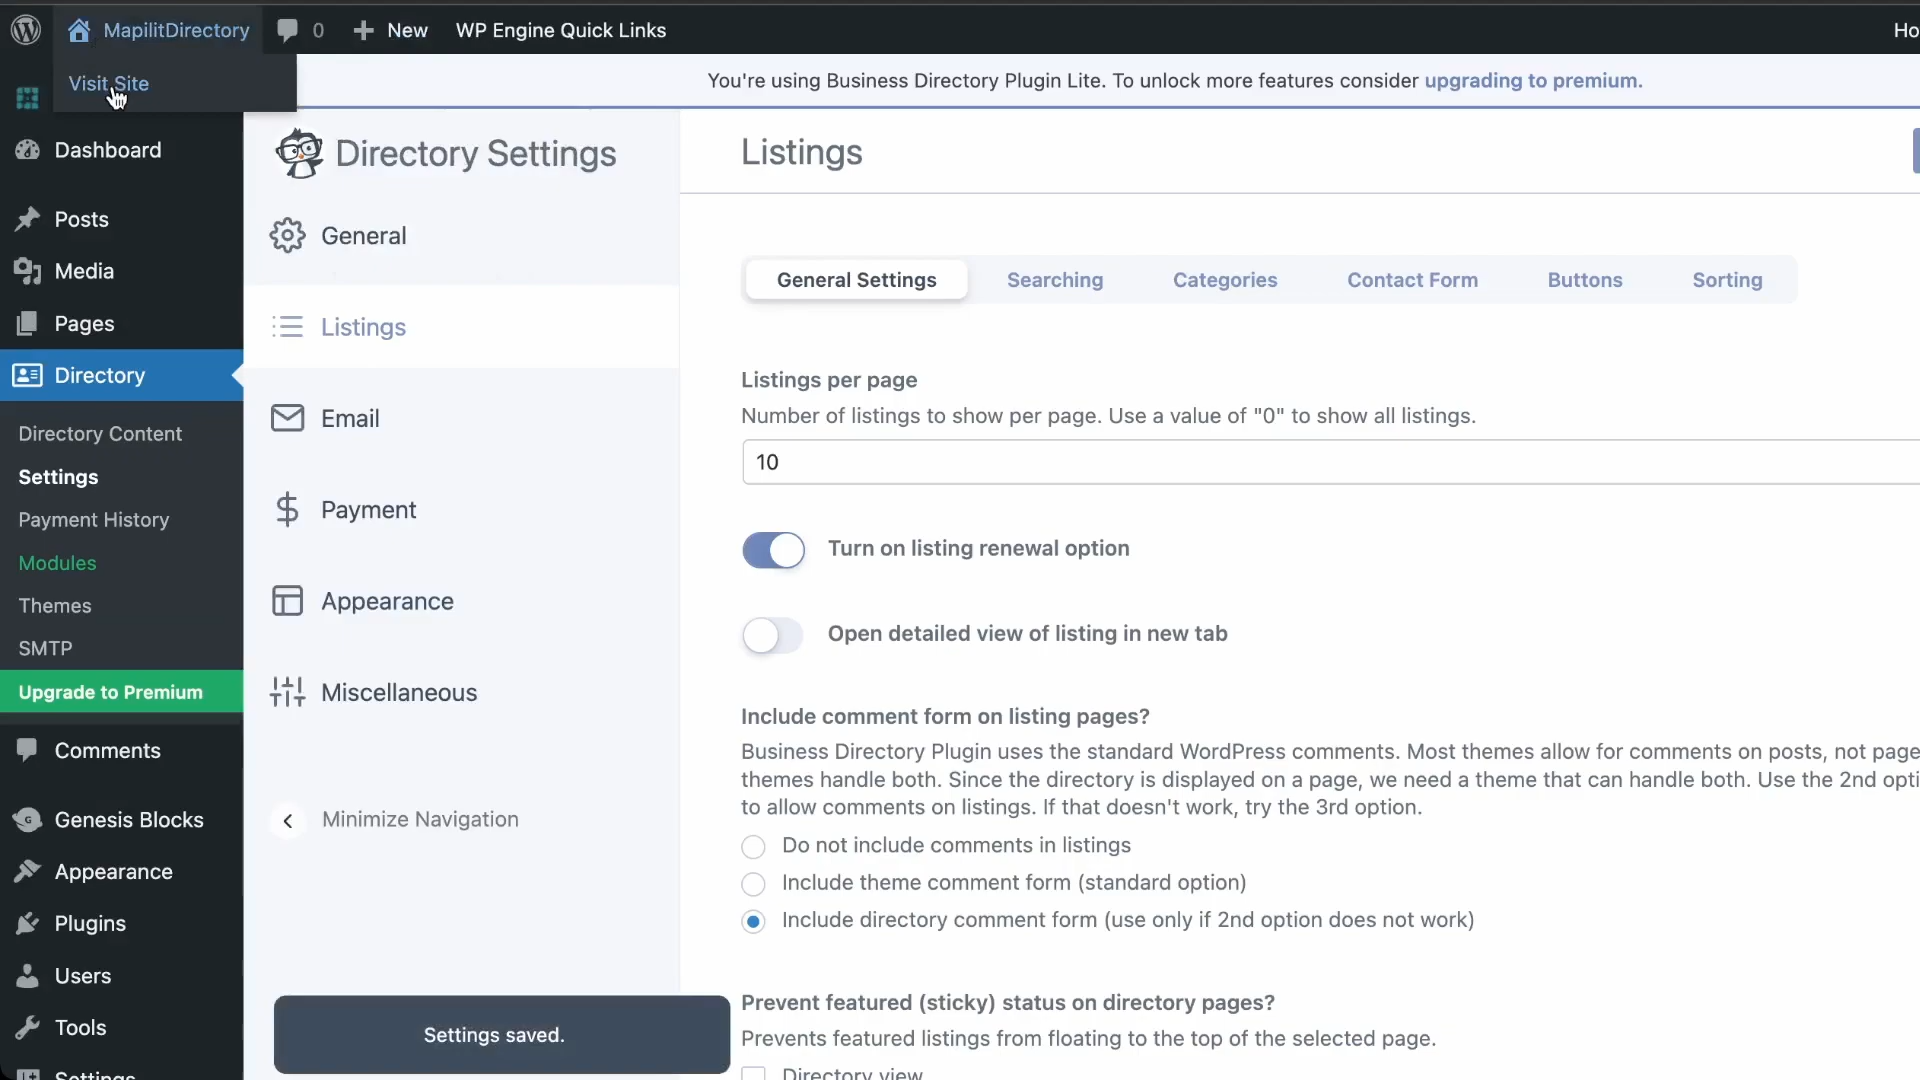 MapilitDirectory
0
New
WP Engine Quick Links
Ho
Visit Site
You're using Business Directory Plugin Lite. To unlock more features consider upgrading to premium.
Dashboard
Posts
Media
Pages
Directory
Directory Content
Settings
Payment History
Modules
Themes
SMTP
Upgrade to Premium
Comments
Genesis Blocks
Appearance
Plugins
Users
Tools
Settings
Directory Settings
General
Listings
Email
Payment
Appearance
Miscellaneous
Minimize Navigation
Settings saved.
Listings
General Settings
Searching
Categories
Contact Form
Buttons
Sorting
Listings per page
Number of listings to show per page. Use a value of "0" to show all listings.
10
Turn on listing renewal option
Open detailed view of listing in new tab
Include comment form on listing pages?
Business Directory Plugin uses the standard WordPress comments. Most themes allow for comments on posts, not page
themes handle both. Since the directory is displayed on a page, we need a theme that can handle both. Use the 2nd opti
to allow comments on listings. If that doesn't work, try the 3rd option.
Do not include comments in listings
Include theme comment form (standard option)
Include directory comment form (use only if 2nd option does not work)
Prevent featured (sticky) status on directory pages?
Prevents featured listings from floating to the top of the selected page.
Directory view